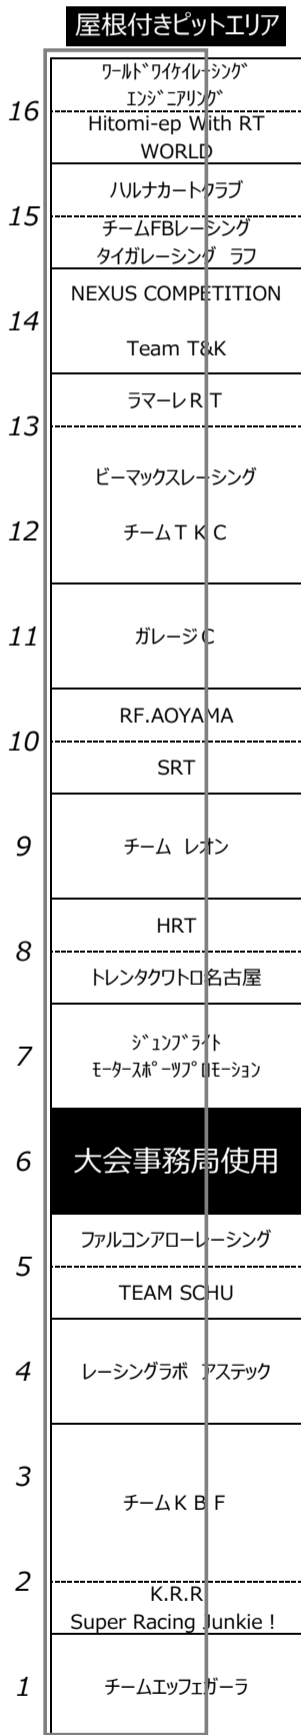 屋根付きピットエリア
ﾜｰﾙﾄﾞﾜｲｹｲﾚｰｼﾝｸﾞ
ｴﾝｼﾞﾆｱﾘﾝｸﾞ
16
Hitomi-ep With RT
WORLD
ハルナカートクラブ
15
チームFBレーシング
タイガレーシング ラフ
NEXUS COMPETITION
14
Team T&K
ラマーレＲＴ
13
ビーマックスレーシング
12
チームＴＫＣ
11
ガレージＣ
RF.AOYAMA
10
SRT
9
チーム レオン
HRT
8
トレンタクワトロ名古屋
7
ｼﾞｭﾝﾌﾞﾗｲﾄ
ﾓｰﾀｰｽﾎﾟｰﾂﾌﾟﾛﾓｰｼｮﾝ
6
大会事務局使用
ファルコンアローレーシング
5
TEAM SCHU
4
レーシングラボ アステック
3
チームＫＢＦ
2
K.R.R
Super Racing Junkie !
1
チームエッフェガーラ